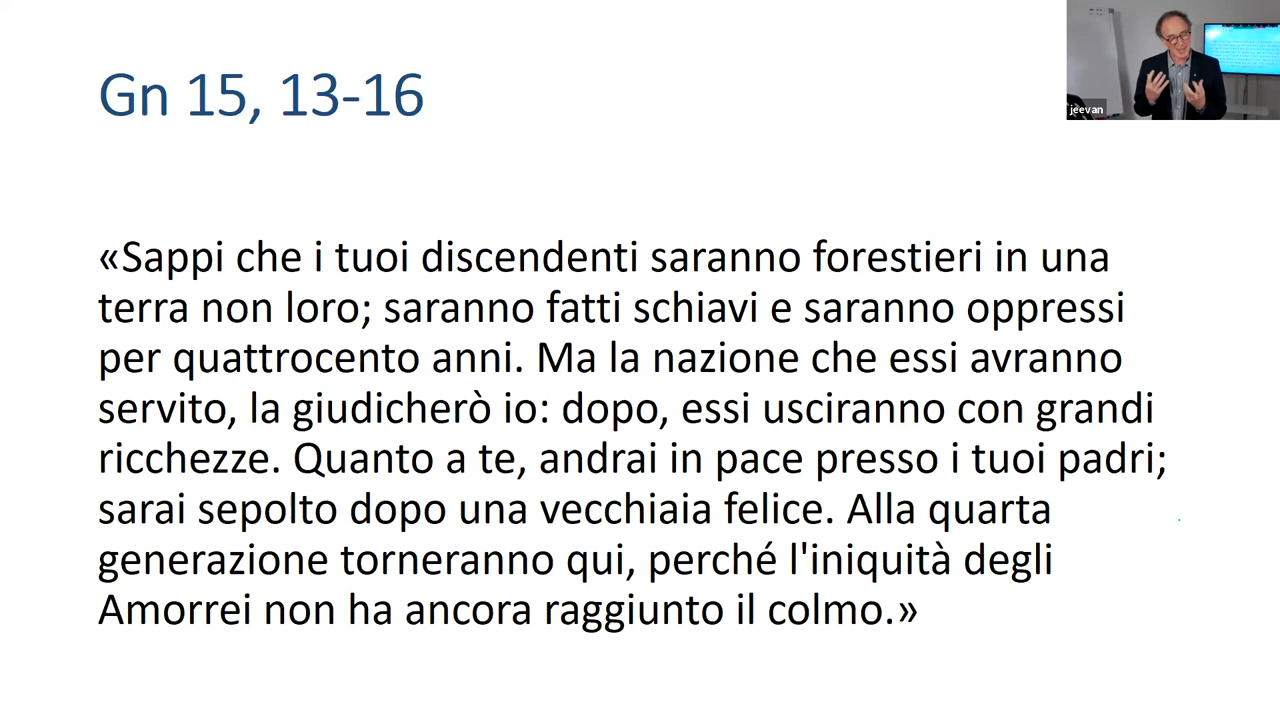 Gn 15, 13-16
jeevan
«Sappi che i tuoi discendenti saranno forestieri in una
terra non loro; saranno fatti schiavi e saranno oppressi
per quattrocento anni. Ma la nazione che essi avranno
servito, la giudicherò io: dopo, essi usciranno con grandi
ricchezze. Quanto a te, andrai in pace presso i tuoi padri;
sarai sepolto dopo una vecchiaia felice. Alla quarta
generazione torneranno qui, perché l'iniquità degli
Amorrei non ha ancora raggiunto il colmo.»